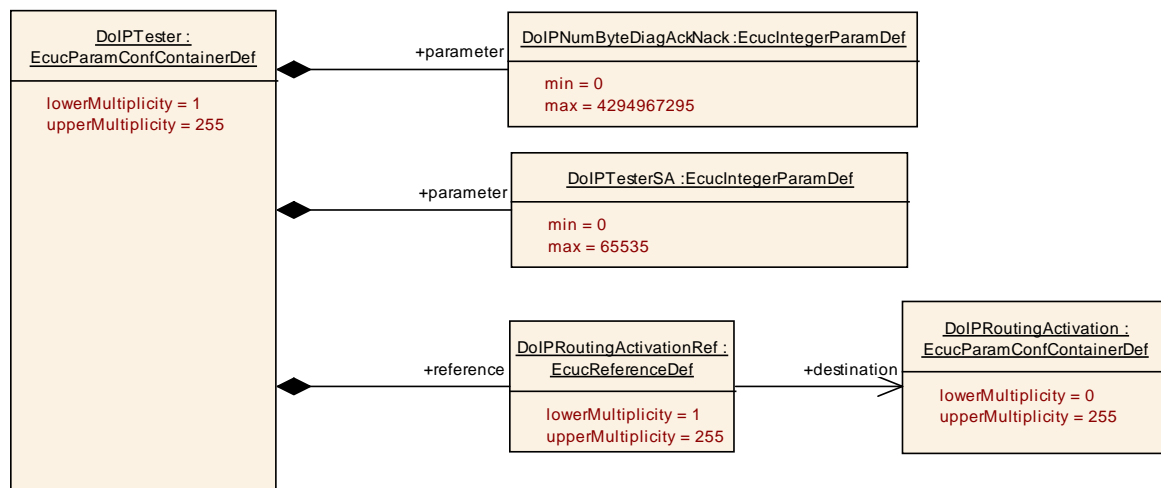 DoIPTester :
EcucParamConfContainerDef
lowerMultiplicity = 1
upperMultiplicity = 255
+parameter
DoIPNumByteDiagAckNack :EcucIntegerParamDef
min = 0
max = 4294967295
+parameter
DoIPTesterSA :EcucIntegerParamDef
min = 0
max = 65535
+reference
DoIPRoutingActivationRef :
EcucReferenceDef
lowerMultiplicity = 1
upperMultiplicity = 255
+destination
DoIPRoutingActivation :
EcucParamConfContainerDef
lowerMultiplicity = 0
upperMultiplicity = 255